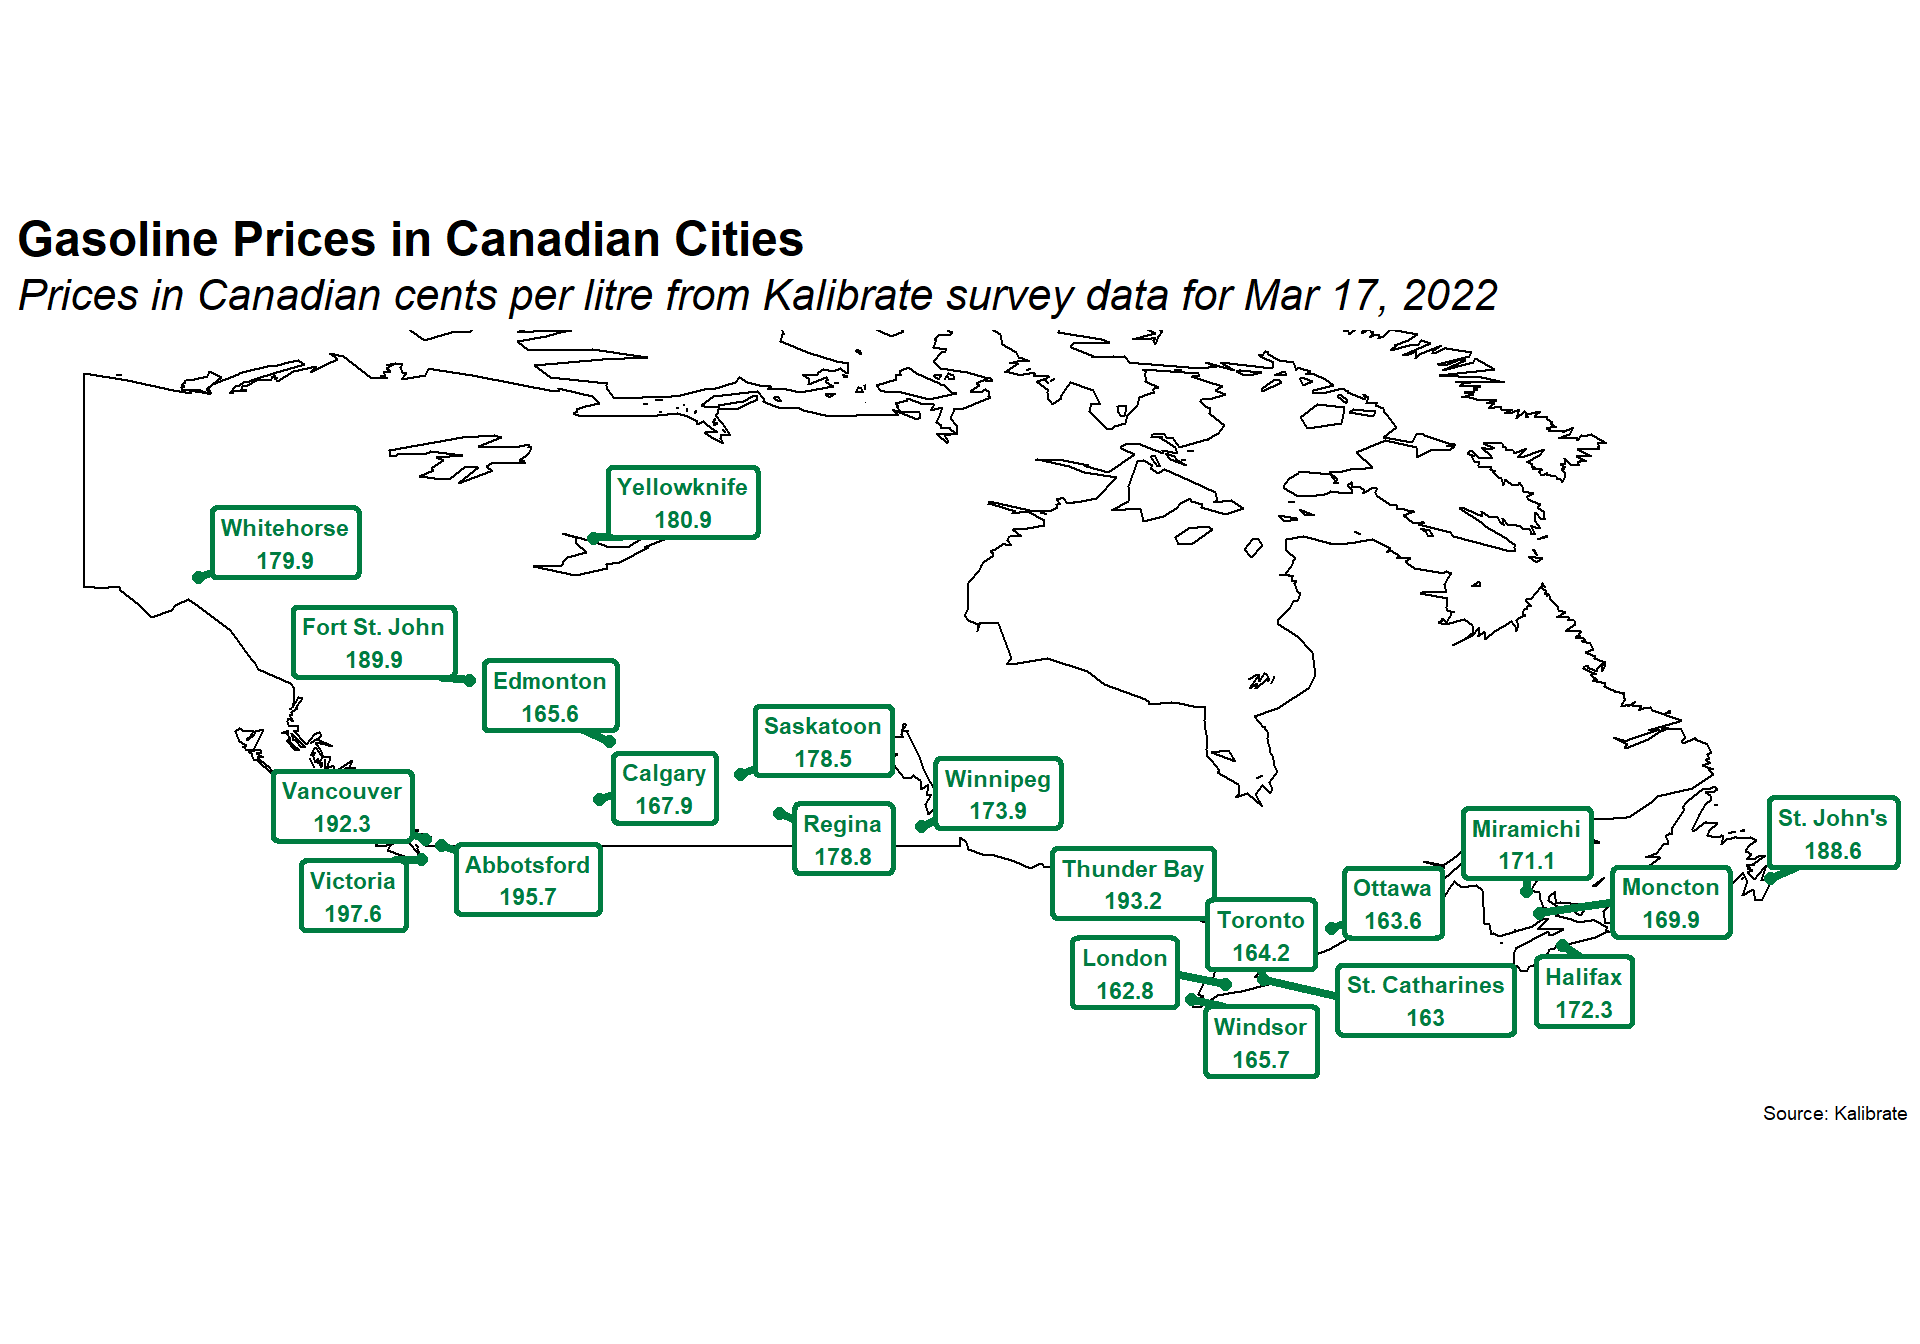 Gasoline Prices in Canadian Cities
Prices in Canadian cents per litre from Kalibrate survey data for Mar 17, 2022
Yellowknife
180.9
Whitehorse
179.9
Fort St. John
189.9
Edmonton
165.6
Saskatoon
178.5
Calgary
167.9
Winnipeg
173.9
Vancouver
192.3
Regina
178.8
Abbotsford
195.7
Victoria
197.6
Thunder Bay
193.2
Toronto
164.2
Ottawa
163.6
Miramichi
171.1
St. John's
188.6
Moncton
169.9
London
162.8
St. Catharines
163
Halifax
172.3
Windsor
165.7
Source: Kalibrate